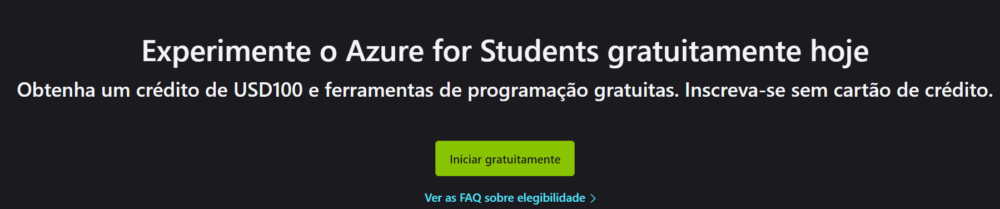 Experimente o Azure for Students gratuitamente hoje
Obtenha um crédito de USD100 e ferramentas de programação gratuitas. Inscreva-se sem cartão de crédito.
Iniciar gratuitamente
Ver as FAQ sobre elegibilidade >